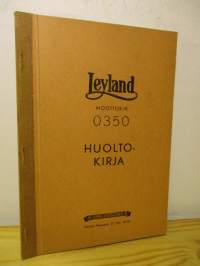 Leyland
MOOTTORIN
0350
HUOLTO-
KIRJA